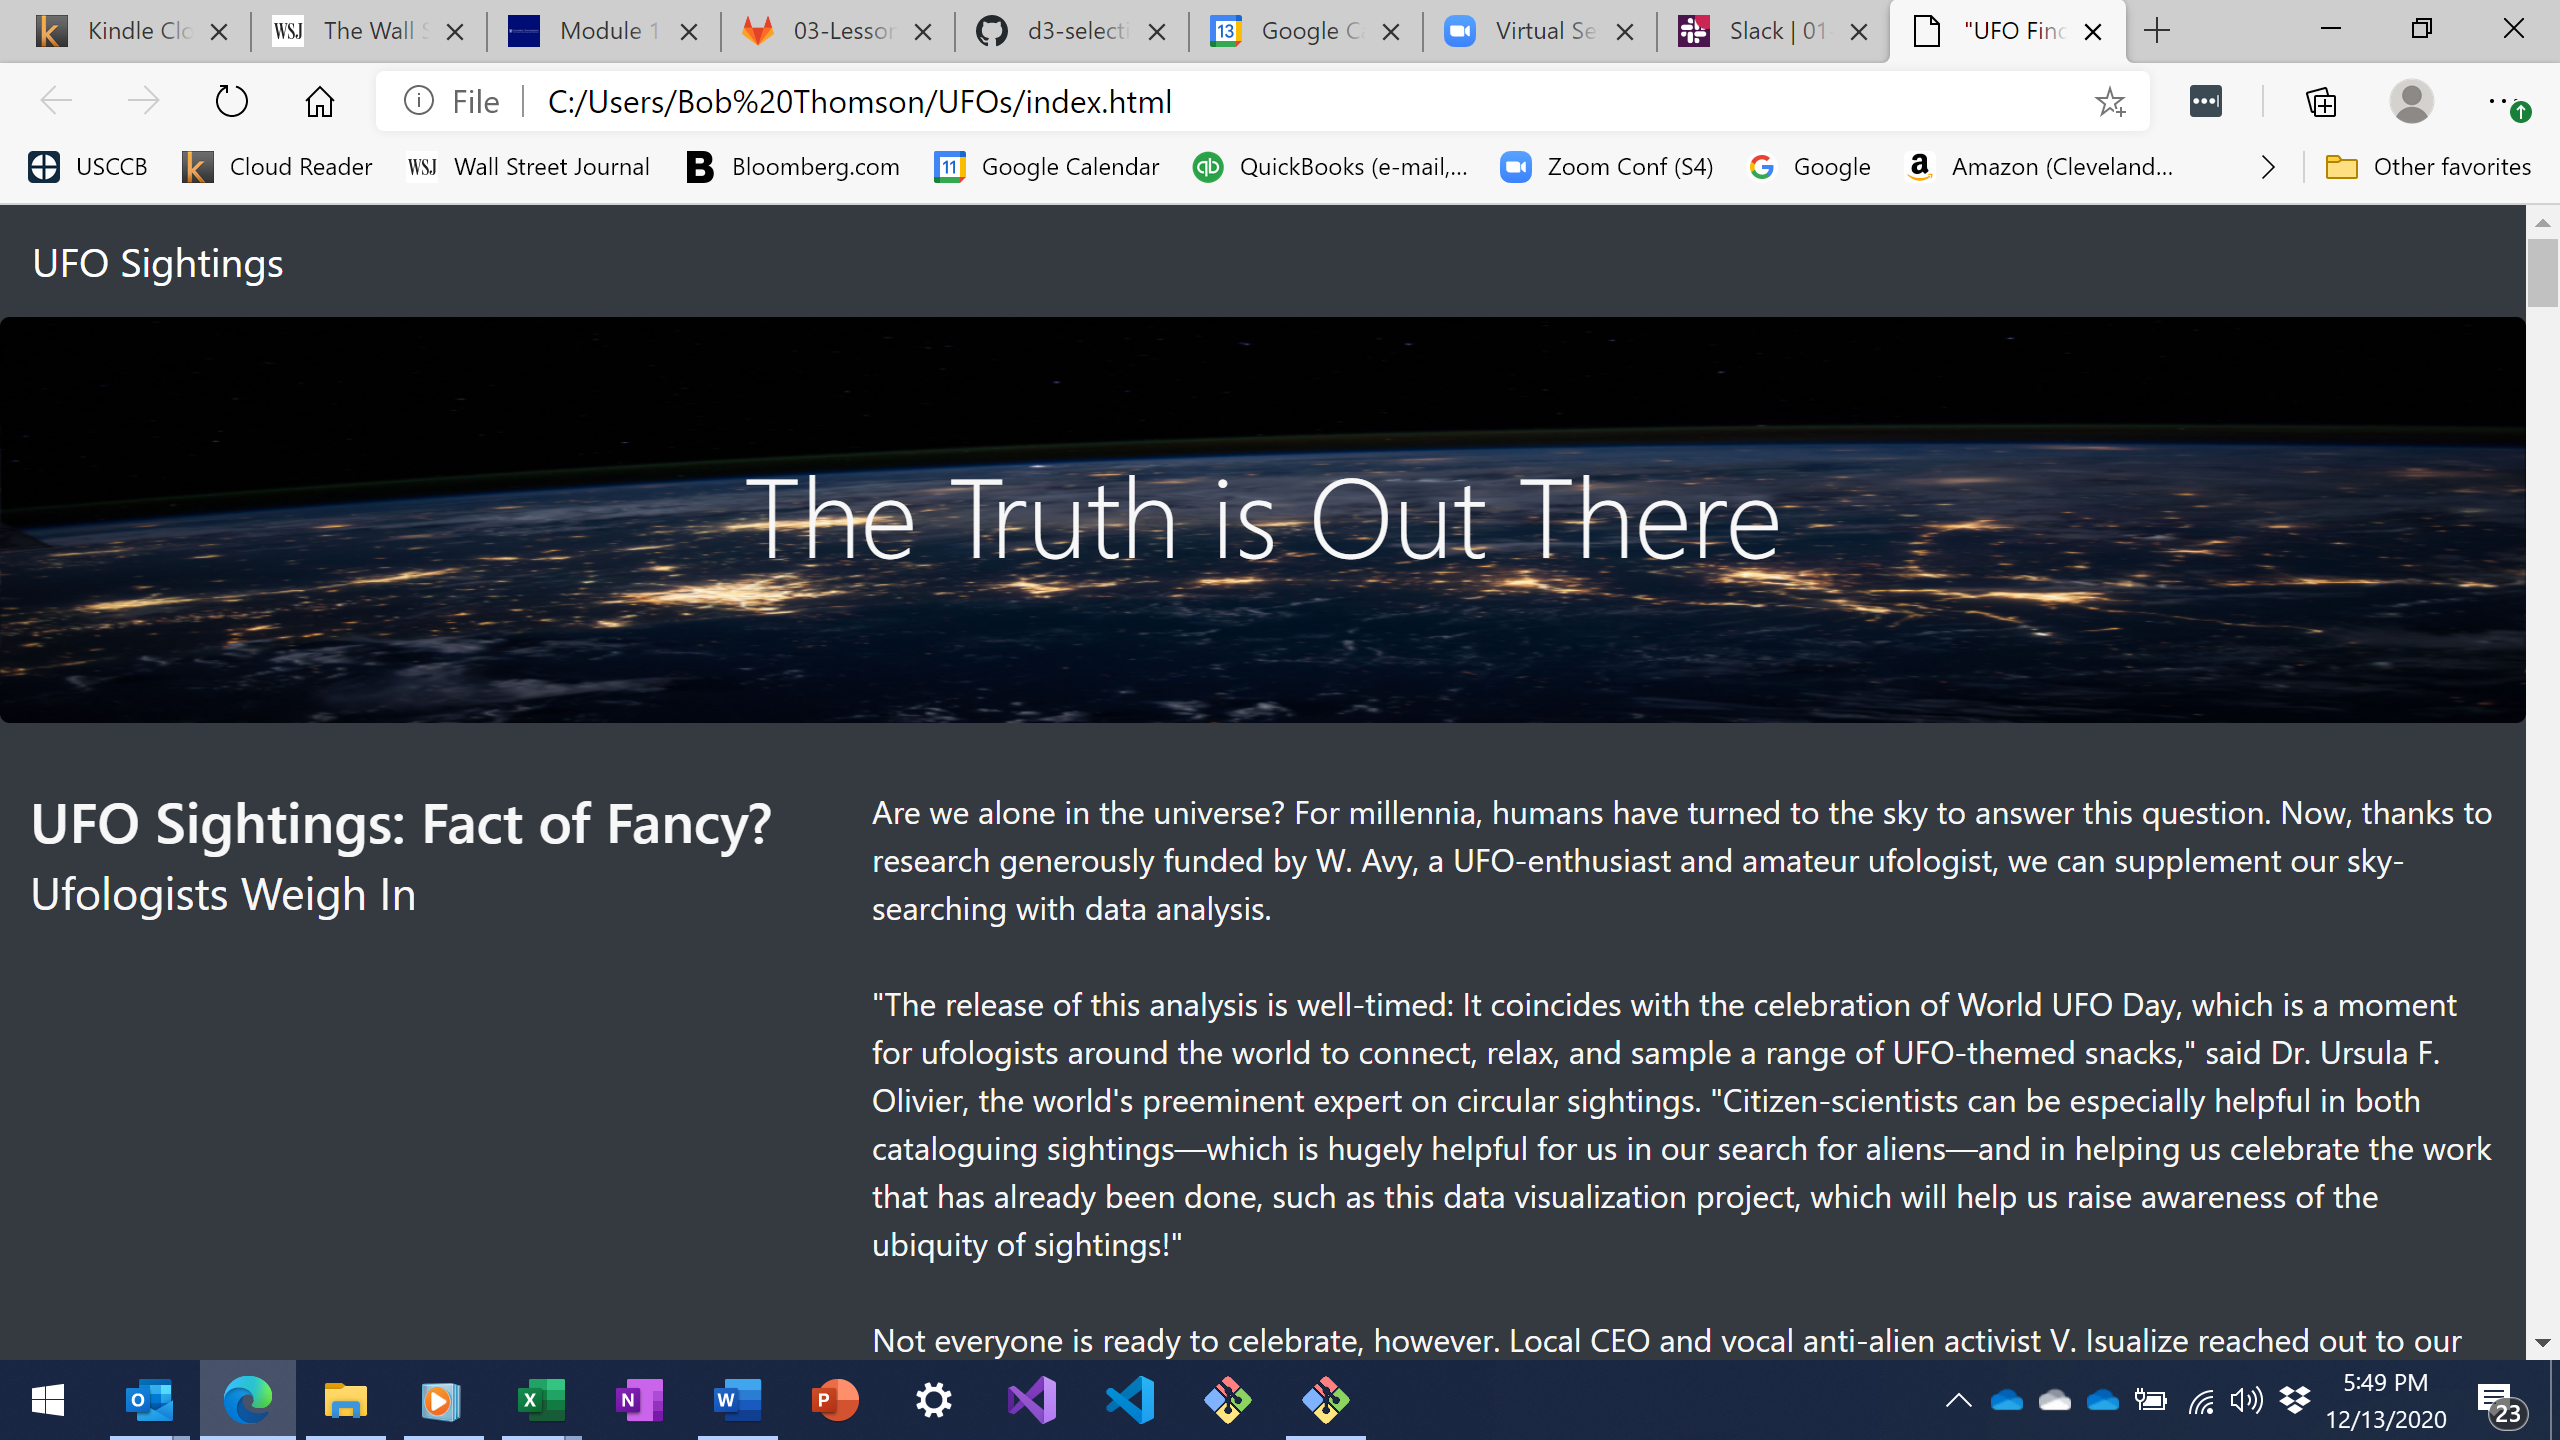 Kindle Clo
WSJ The Wall S
Module 1
03-Lesson
d3-selecti
13 Google Ca
Virtual Se
Slack | 01-
"UFO Find
File C:/Users/Bob%20Thomson/UFOs/index.html
USCCB
Cloud Reader
WSJ Wall Street Journal
Bloomberg.com
11 Google Calendar
QuickBooks (e-mail,...
Zoom Conf (S4)
Google
Amazon (Cleveland...
Other favorites
UFO Sightings
The Truth is Out There
UFO Sightings: Fact of Fancy?
Ufologists Weigh In
Are we alone in the universe? For millennia, humans have turned to the sky to answer this question. Now, thanks to
research generously funded by W. Avy, a UFO-enthusiast and amateur ufologist, we can supplement our sky-
searching with data analysis.
"The release of this analysis is well-timed: It coincides with the celebration of World UFO Day, which is a moment
for ufologists around the world to connect, relax, and sample a range of UFO-themed snacks," said Dr. Ursula F.
Olivier, the world's preeminent expert on circular sightings. "Citizen-scientists can be especially helpful in both
cataloguing sightings—which is hugely helpful for us in our search for aliens—and in helping us celebrate the work
that has already been done, such as this data visualization project, which will help us raise awareness of the
ubiquity of sightings!"
Not everyone is ready to celebrate, however. Local CEO and vocal anti-alien activist V. Isualize reached out to our
5:49 PM
12/13/2020
23